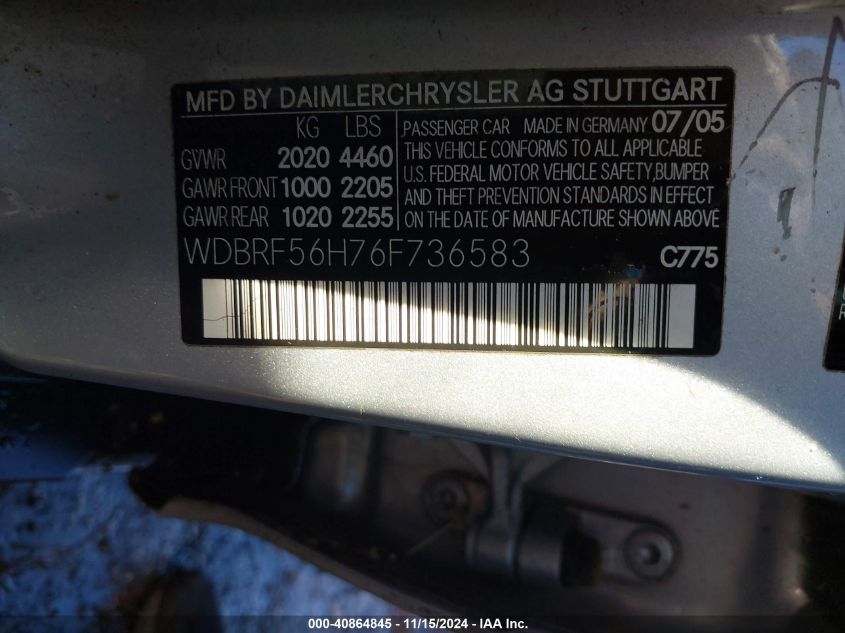 MFD BY DAIMLERCHRYSLER AG STUTTGART
KG LBS
GVWR 2020 4460
GAWR FRONT 1000 2205
GAWR REAR 1020 2255
PASSENGER CAR MADE IN GERMANY 07/05
THIS VEHICLE CONFORMS TO ALL APPLICABLE
U.S. FEDERAL MOTOR VEHICLE SAFETY,BUMPER
AND THEFT PREVENTION STANDARDS IN EFFECT
ON THE DATE OF MANUFACTURE SHOWN ABOVE
WDBRF56H76F736583 C775
000-40864845 - 11/15/2024 - IAA Inc.